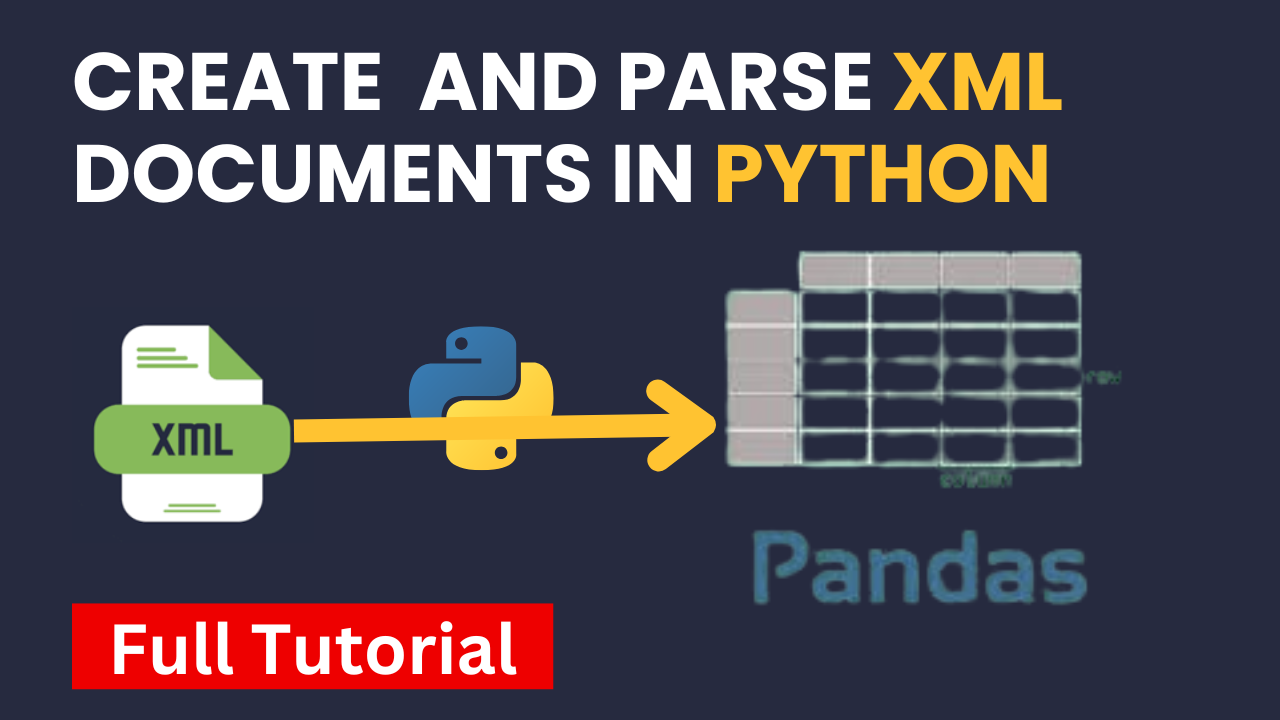 CREATE AND PARSE XML
DOCUMENTS IN PYTHON
XML
Pandas
Full Tutorial